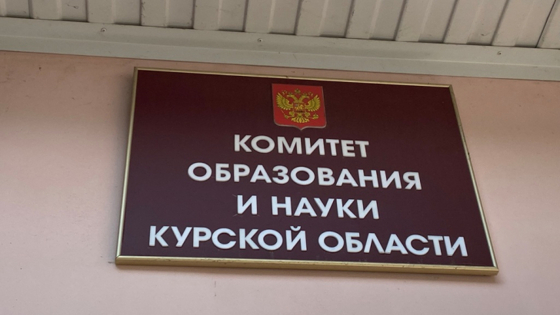 КОМИТЕТ
ОБРАЗОВАНИЯ
И НАУКИ
КУРСКОЙ ОБЛАСТИ